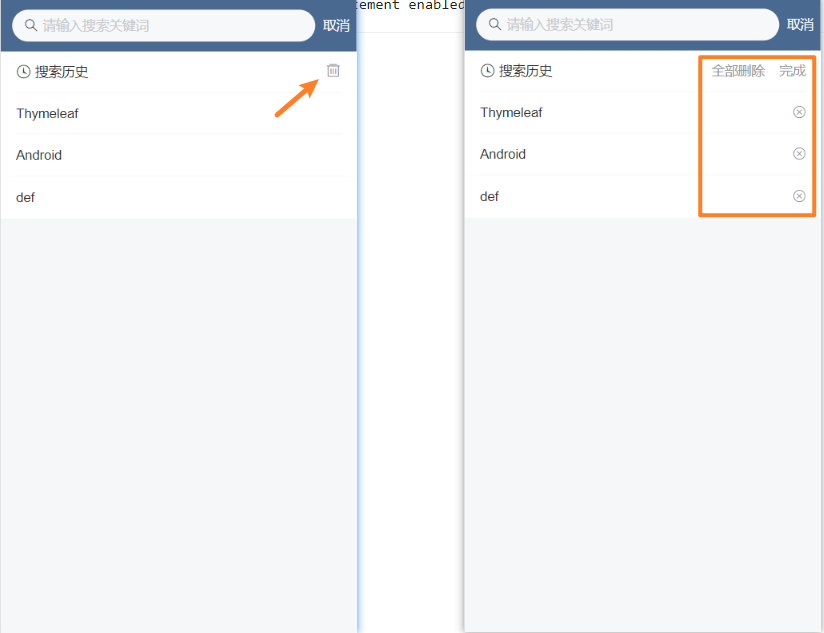 请输入搜索关键词 取消
搜索历史
Thymeleaf
Android
def
cement enabled
请输入搜索关键词 取消
搜索历史 全部删除 完成
Thymeleaf
Android
def